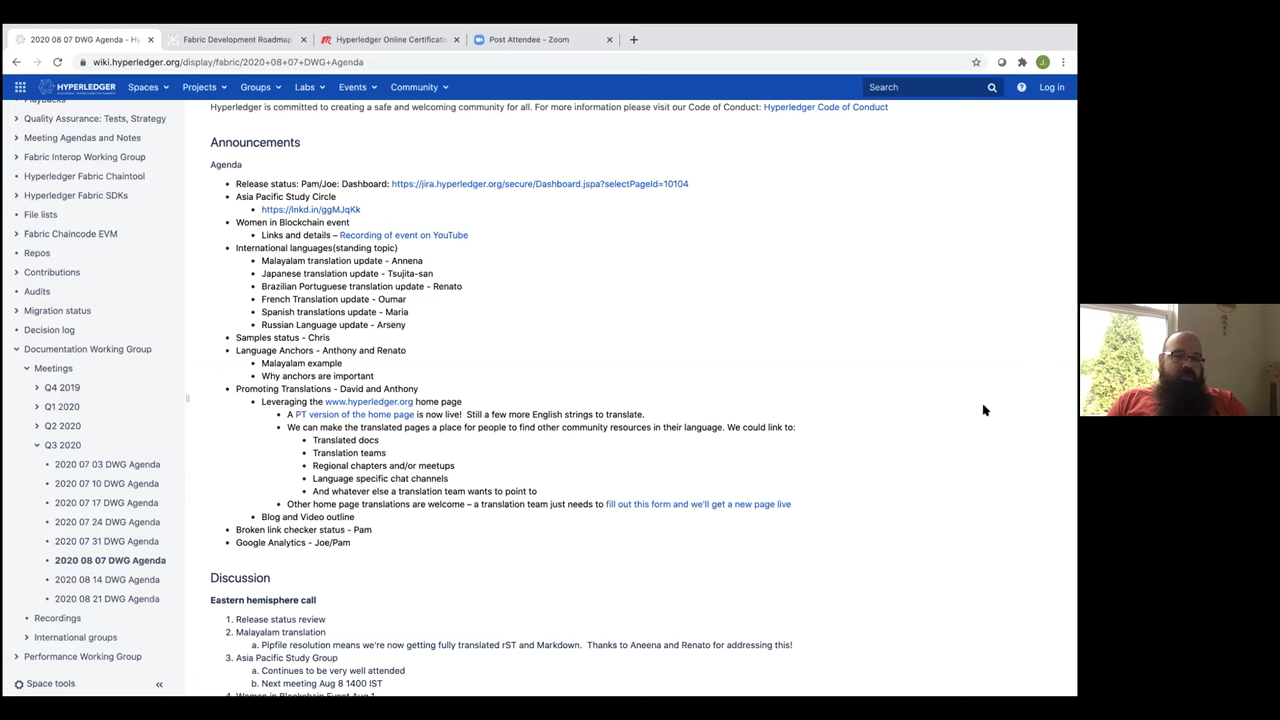 2020 08 07 DWG Agenda - Hy
Fabric Development Roadmap
Hyperledger Online Certificatio
Post Attendee - Zoom
wiki.hyperledger.org/display/fabric/2020+08+07+DWG+Agenda
HYPERLEDGER
Spaces
Projects
Groups
Labs
Events
Community
Search
Log in
Playbacks
Quality Assurance: Tests, Strategy
Meeting Agendas and Notes
Fabric Interop Working Group
Hyperledger Fabric Chaintool
Hyperledger Fabric SDKs
File lists
Fabric Chaincode EVM
Repos
Contributions
Audits
Migration status
Decision log
Documentation Working Group
Meetings
Q4 2019
Q1 2020
Q2 2020
Q3 2020
2020 07 03 DWG Agenda
2020 07 10 DWG Agenda
2020 07 17 DWG Agenda
2020 07 24 DWG Agenda
2020 07 31 DWG Agenda
2020 08 07 DWG Agenda
2020 08 14 DWG Agenda
2020 08 21 DWG Agenda
Recordings
International groups
Performance Working Group
Space tools
Hyperledger is committed to creating a safe and welcoming community for all. For more information please visit our Code of Conduct: Hyperledger Code of Conduct
Announcements
Agenda
Release status: Pam/Joe: Dashboard: https://jira.hyperledger.org/secure/Dashboard.jspa?selectPageId=10104
Asia Pacific Study Circle
https://lnkd.in/ggMJqKk
Women in Blockchain event
Links and details – Recording of event on YouTube
International languages(standing topic)
Malayalam translation update - Annena
Japanese translation update - Tsujita-san
Brazilian Portuguese translation update - Renato
French Translation update - Oumar
Spanish translations update - Maria
Russian Language update - Arseny
Samples status - Chris
Language Anchors - Anthony and Renato
Malayalam example
Why anchors are important
Promoting Translations - David and Anthony
Leveraging the www.hyperledger.org home page
A PT version of the home page is now live! Still a few more English strings to translate.
We can make the translated pages a place for people to find other community resources in their language. We could link to:
Translated docs
Translation teams
Regional chapters and/or meetups
Language specific chat channels
And whatever else a translation team wants to point to
Other home page translations are welcome – a translation team just needs to fill out this form and we'll get a new page live
Blog and Video outline
Broken link checker status - Pam
Google Analytics - Joe/Pam
Discussion
Eastern hemisphere call
1. Release status review
2. Malayalam translation
a. Pipfile resolution means we're now getting fully translated rST and Markdown. Thanks to Aneena and Renato for addressing this!
3. Asia Pacific Study Group
a. Continues to be very well attended
b. Next meeting Aug 8 1400 IST
4. Women in Blockchain Event Aug 1